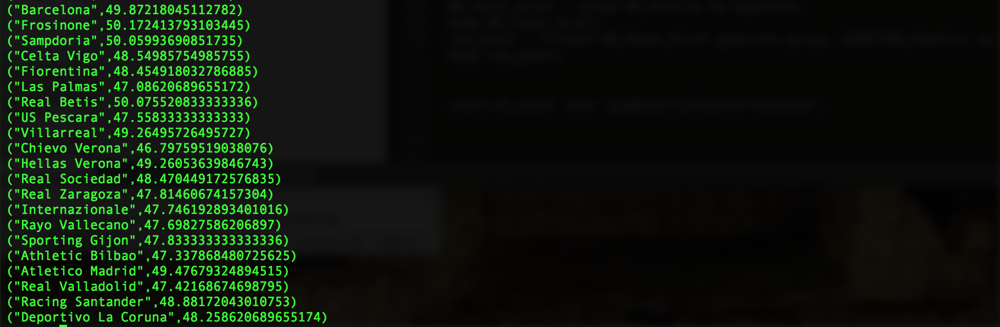 ("Barcelona",49.87218045112782)
("Frosinone",50.172413793103445)
("Sampdoria",50.05993690851735)
("Celta Vigo",48.54985754985755)
("Fiorentina",48.4549180327868​85)
("Las Palmas",47.08620689655172)
("Real Betis",50.075520833333336)
("US Pescara",47.55833333333333)
("Villarreal",49.26495726495727)
("Chievo Verona",46.79759519038076)
("Hellas Verona",49.26053639846743)
("Real Sociedad",48.470449172576835)
("Real Zaragoza",47.81460674157304)
("Internazionale",47.746192893401016)
("Rayo Vallecano",47.69827586206897)
("Sporting Gijon",47.833333333333336)
("Athletic Bilbao",47.337868480725625)
("Atletico Madrid",49.47679324894515)
("Real Valladolid",47.42168674698795)
("Racing Santander",48.88172043010753)
("Deportivo La Coruna",48.258620689655174)